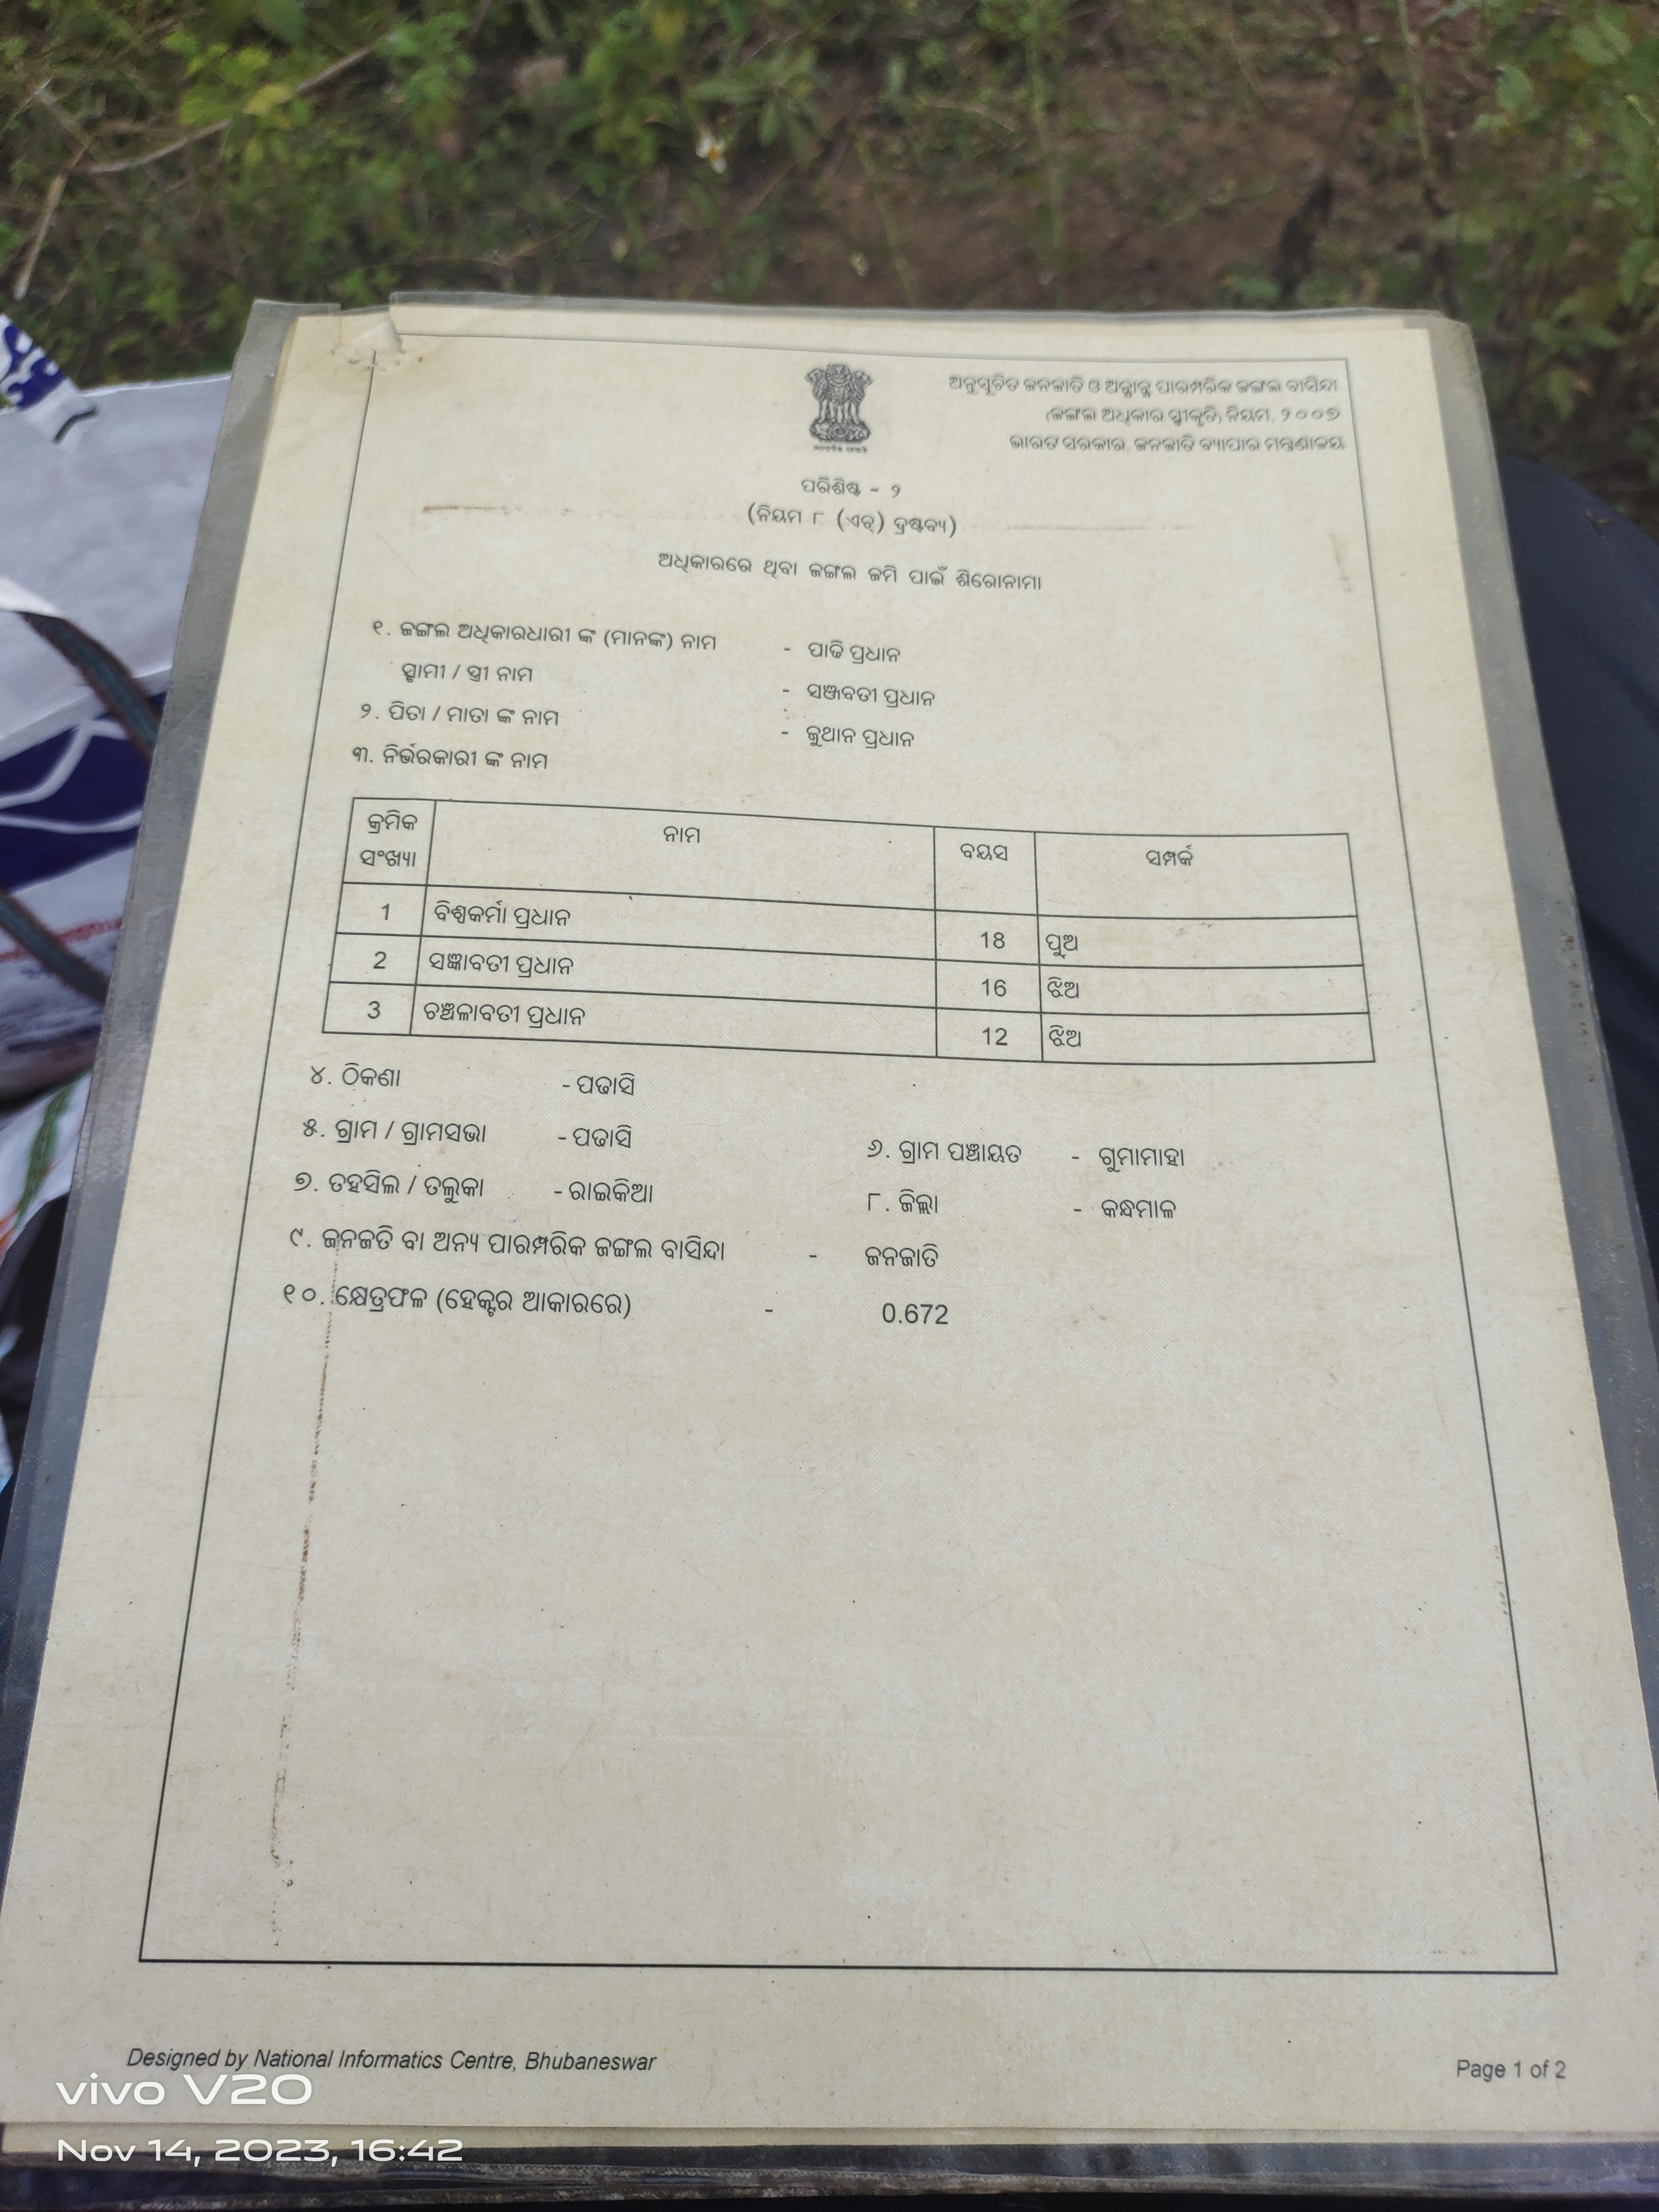 ଅନୁସୂଚିତ ଜନଜାତି ଓ ଅନ୍ୟାନ୍ୟ ପାରମ୍ପରିକ ଜଙ୍ଗଲ ବାସିନ୍ଦା
(ଜଙ୍ଗଲ ଅଧିକାର ସ୍ୱୀକୃତି) ନିୟମ, ୨୦୦୭
ଭାରତ ସରକାର, ଜନଜାତି ବ୍ୟାପାର ମନ୍ତ୍ରଣାଳୟ
ପରିଶିଷ୍ଟ - ୨
(ନିୟମ ୮ (ଏଚ୍) ଦ୍ରଷ୍ଟବ୍ୟ)
ଅଧିକାରରେ ଥିବା ଜଙ୍ଗଲ ଜମି ପାଇଁ ଶିରୋନାମା
୧. ଜଙ୍ଗଲ ଅଧିକାରଧାରୀ ଙ୍କ (ମାନଙ୍କ) ନାମ - ପାଢି ପ୍ରଧାନ
ସ୍ୱାମୀ / ସ୍ତ୍ରୀ ନାମ - ସଞ୍ଜବତୀ ପ୍ରଧାନ
୨. ପିତା / ମାତା ଙ୍କ ନାମ - କୁଥାନ ପ୍ରଧାନ
୩. ନିର୍ଭରକାରୀ ଙ୍କ ନାମ
କ୍ରମିକ ସଂଖ୍ୟା ନାମ ବୟସ ସମ୍ପର୍କ
1 ବିଶ୍ୱକର୍ମା ପ୍ରଧାନ 18 ପୁଅ
2 ସଜ୍ଞାବତୀ ପ୍ରଧାନ 16 ଝିଅ
3 ଚଞ୍ଚଳାବତୀ ପ୍ରଧାନ 12 ଝିଅ
୪. ଠିକଣା - ପଢାସି
୫. ଗ୍ରାମ / ଗ୍ରାମସଭା - ପଢାସି ୬. ଗ୍ରାମ ପଞ୍ଚାୟତ - ଗୁମାମାହା
୭. ତହସିଲ / ତଲୁକା - ରାଇକିଆ ୮. ଜିଲ୍ଲା - କନ୍ଧମାଳ
୯. ଜନଜତି ବା ଅନ୍ୟ ପାରମ୍ପରିକ ଜଙ୍ଗଲ ବାସିନ୍ଦା - ଜନଜାତି
୧୦. କ୍ଷେତ୍ରଫଳ (ହେକ୍ଟର ଆକାରରେ) - 0.672
Designed by National Informatics Centre, Bhubaneswar Page 1 of 2
vivo V20
Nov 14, 2023, 16:42